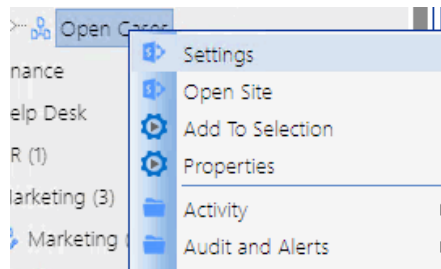 Open Cases
Settings
nance
Open Site
elp Desk
Add To Selection
R (1)
Properties
larketing (3)
Activity
Marketing
Audit and Alerts